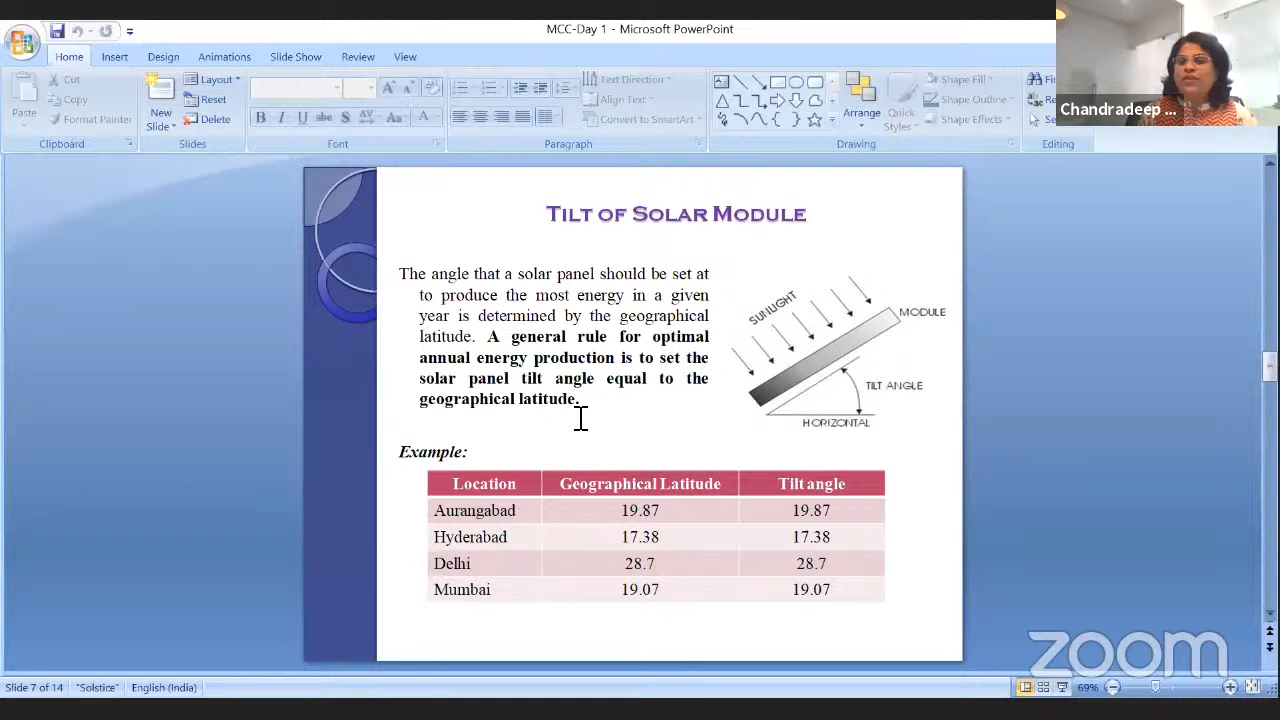 MCC-Day 1 - Microsoft PowerPoint
Home Insert Design Animations Slide Show Review View
Paste
Cut
Copy
Format Painter
Clipboard
New Slide
Layout
Reset
Delete
Slides
B I U abc S AV Aa A
Font
Text Direction
Align Text
Convert to SmartArt
Paragraph
Arrange
Quick Styles
Shape Fill
Shape Outline
Shape Effects
Drawing
Editing
Chandradeep ...
TILT OF SOLAR MODULE
The angle that a solar panel should be set at
to produce the most energy in a given
year is determined by the geographical
latitude. A general rule for optimal
annual energy production is to set the
solar panel tilt angle equal to the
geographical latitude.
SUNLIGHT
MODULE
TILT ANGLE
HORIZONTAL
Example:
Location Geographical Latitude Tilt angle
Aurangabad 19.87 19.87
Hyderabad 17.38 17.38
Delhi 28.7 28.7
Mumbai 19.07 19.07
zoom
Slide 7 of 14 "Solstice" English (India) 69%